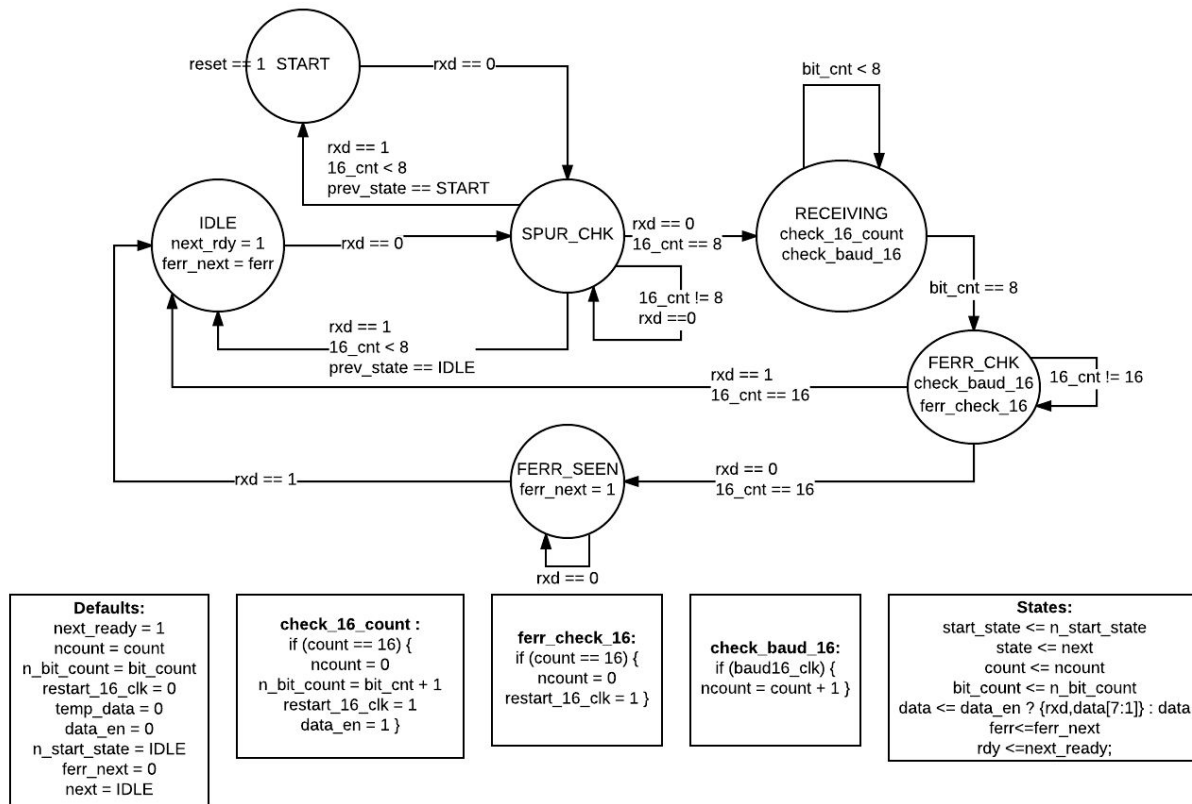 reset == 1 START
rxd == 0
bit_cnt < 8
rxd == 1
16_cnt < 8
prev_state == START
IDLE
next_rdy = 1
ferr_next = ferr
rxd == 0
SPUR_CHK
rxd == 0
16_cnt == 8
RECEIVING
check_16_count
check_baud_16
16_cnt != 8
rxd ==0
bit_cnt == 8
rxd == 1
16_cnt < 8
prev_state == IDLE
FERR_CHK
check_baud_16
ferr_check_16
16_cnt != 16
rxd == 1
16_cnt == 16
FERR_SEEN
ferr_next = 1
rxd == 0
16_cnt == 16
rxd == 1
rxd == 0
Defaults:
next_ready = 1
ncount = count
n_bit_count = bit_count
restart_16_clk = 0
temp_data = 0
data_en = 0
n_start_state = IDLE
ferr_next = 0
next = IDLE
check_16_count :
if (count == 16) {
ncount = 0
n_bit_count = bit_cnt + 1
restart_16_clk = 1
data_en = 1 }
ferr_check_16:
if (count == 16) {
ncount = 0
restart_16_clk = 1 }
check_baud_16:
if (baud16_clk) {
ncount = count + 1 }
States:
start_state <= n_start_state
state <= next
count <= ncount
bit_count <= n_bit_count
data <= data_en ? {rxd,data[7:1]} : data
ferr<=ferr_next
rdy <=next_ready;